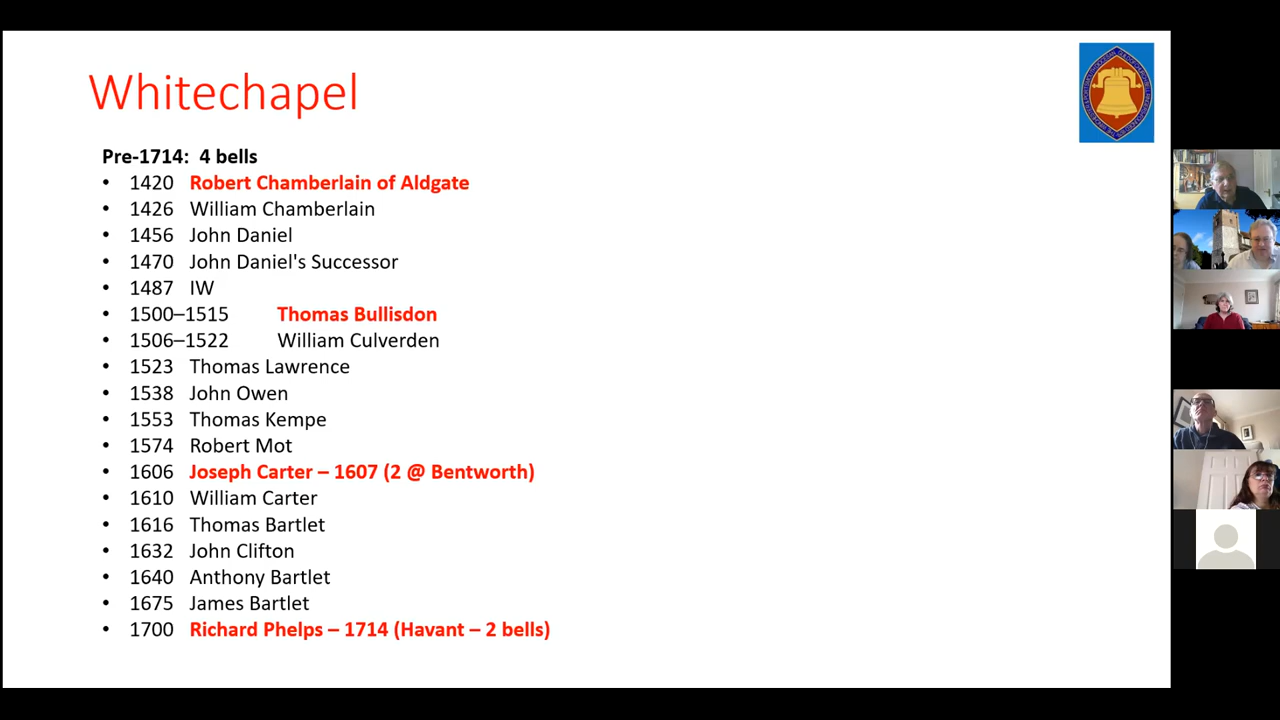 Whitechapel
Pre-1714: 4 bells
• 1420 Robert Chamberlain of Aldgate
• 1426 William Chamberlain
• 1456 John Daniel
• 1470 John Daniel's Successor
• 1487 IW
• 1500–1515 Thomas Bullisdon
• 1506–1522 William Culverden
• 1523 Thomas Lawrence
• 1538 John Owen
• 1553 Thomas Kempe
• 1574 Robert Mot
• 1606 Joseph Carter – 1607 (2 @ Bentworth)
• 1610 William Carter
• 1616 Thomas Bartlet
• 1632 John Clifton
• 1640 Anthony Bartlet
• 1675 James Bartlet
• 1700 Richard Phelps – 1714 (Havant – 2 bells)